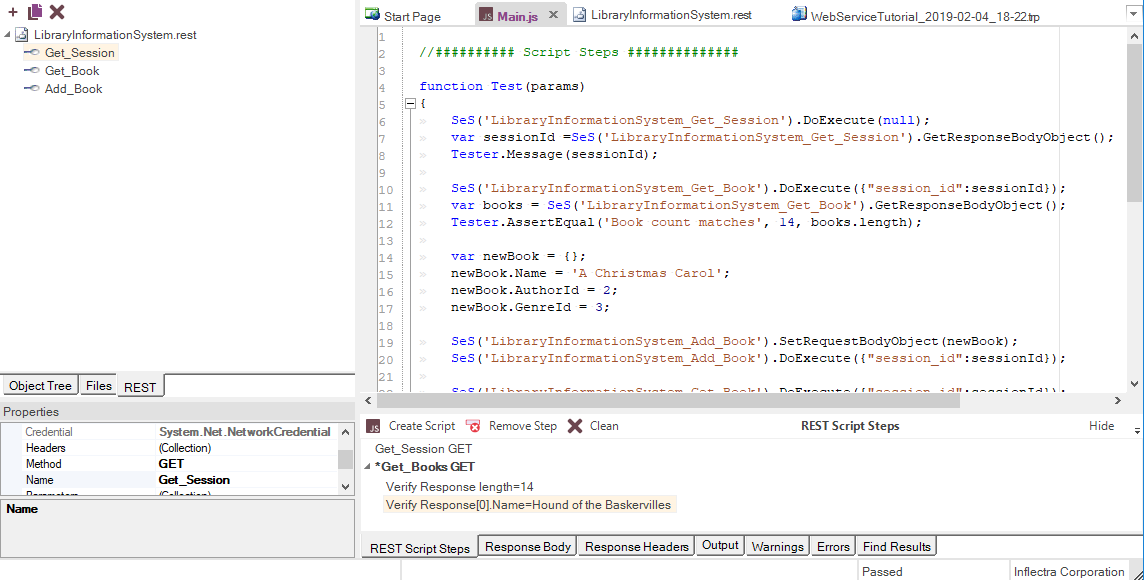 LibraryInformationSystem.rest
Get_Session
Get_Book
Add_Book
Object Tree Files REST
Properties
Credential System.Net.NetworkCredential
Headers (Collection)
Method GET
Name Get_Session
Parameters (Collection)
Name
Start Page Main.js LibraryInformationSystem.rest WebServiceTutorial_2019-02-04_18-22.trp
1
2 //########## Script Steps ##############
3
4 function Test(params)
5 {
6 SeS('LibraryInformationSystem_Get_Session').DoExecute(null);
7 var sessionId =SeS('LibraryInformationSystem_Get_Session').GetResponseBodyObject();
8 Tester.Message(sessionId);
9
10 SeS('LibraryInformationSystem_Get_Book').DoExecute({"session_id":sessionId});
11 var books = SeS('LibraryInformationSystem_Get_Book').GetResponseBodyObject();
12 Tester.AssertEqual('Book count matches', 14, books.length);
13
14 var newBook = {};
15 newBook.Name = 'A Christmas Carol';
16 newBook.AuthorId = 2;
17 newBook.GenreId = 3;
18
19 SeS('LibraryInformationSystem_Add_Book').SetRequestBodyObject(newBook);
20 SeS('LibraryInformationSystem_Add_Book').DoExecute({"session_id":sessionId});
21
SeS('LibraryInformationSystem_Get_Book').DoExecute({"session_id":sessionId});
JS Create Script Remove Step Clean REST Script Steps Hide
Get_Session GET
*Get_Books GET
Verify Response length=14
Verify Response[0].Name=Hound of the Baskervilles
REST Script Steps Response Body Response Headers Output Warnings Errors Find Results
Passed Inflectra Corporation